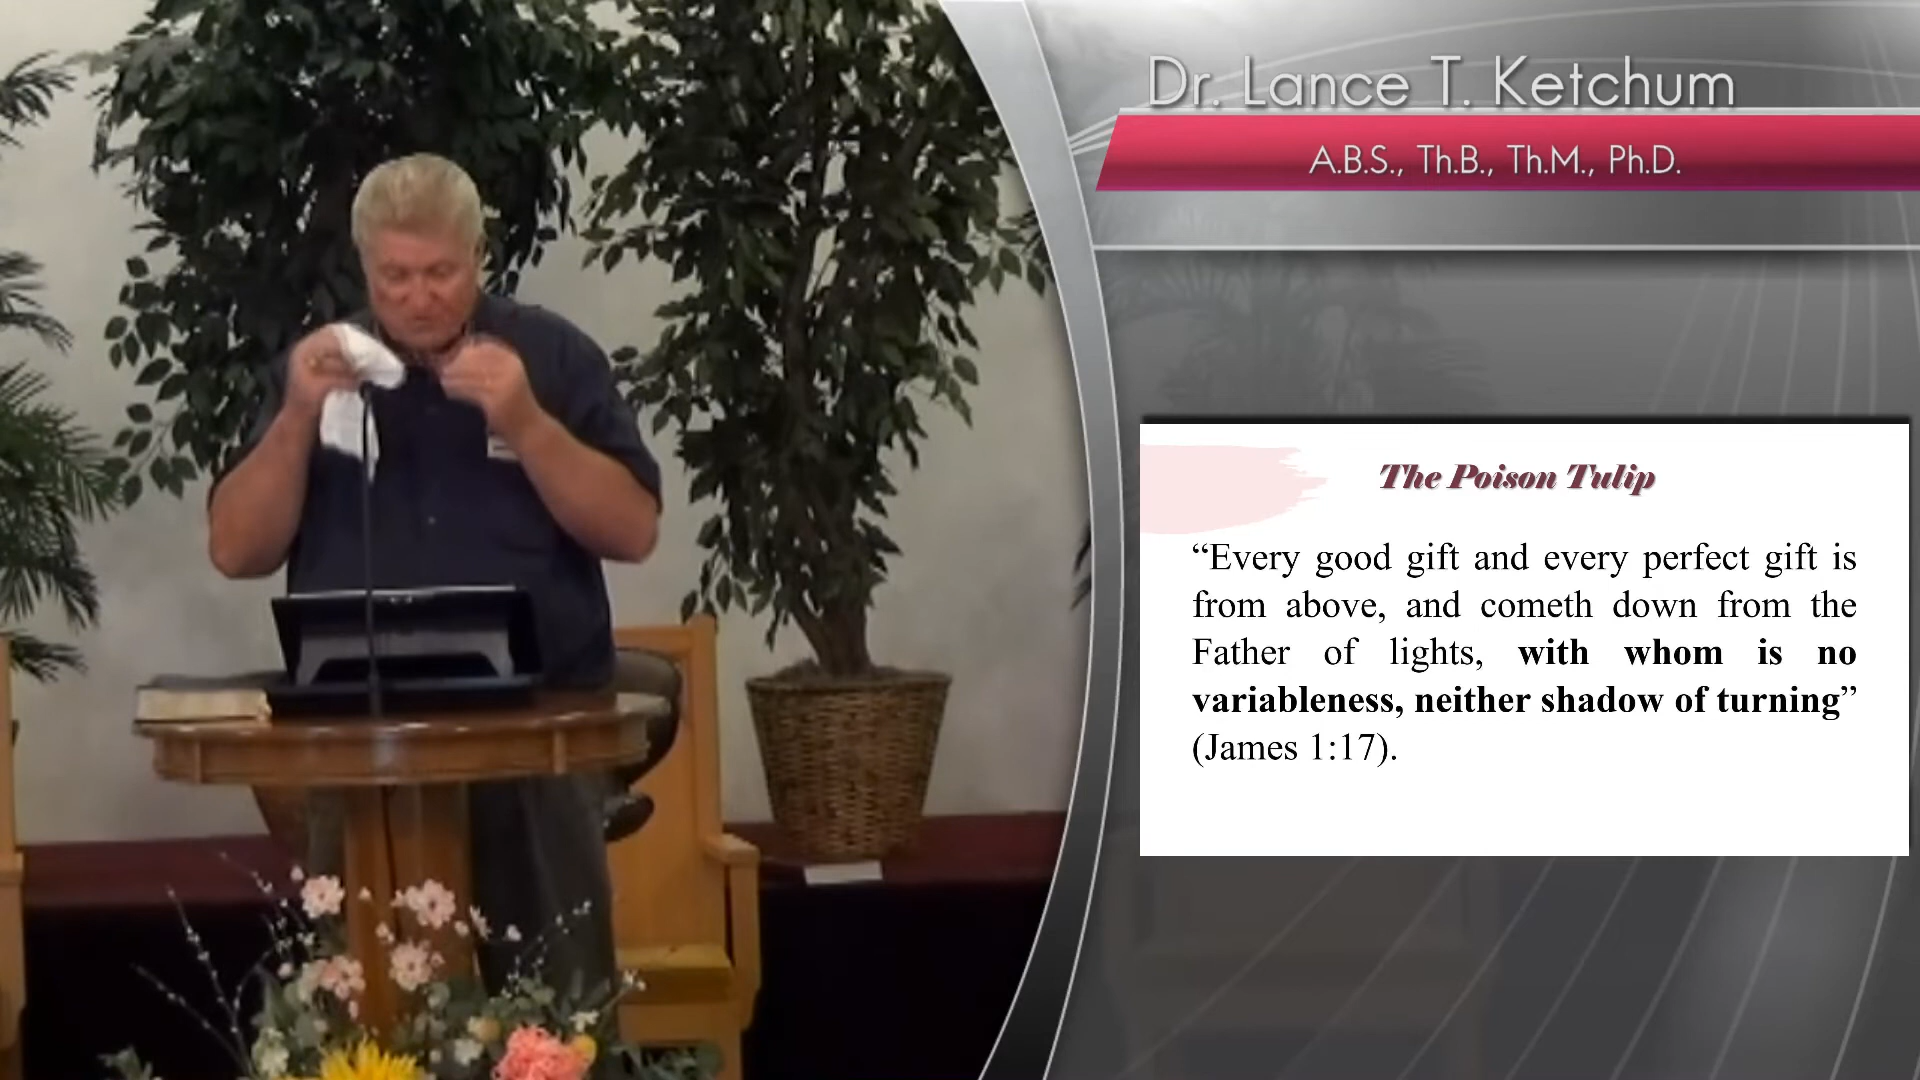 Dr. Lance T. Ketchum
A.B.S., Th.B., Th.M., Ph.D.
The Poison Tulip
“Every good gift and every perfect gift is
from above, and cometh down from the
Father of lights, with whom is no
variableness, neither shadow of turning”
(James 1:17).